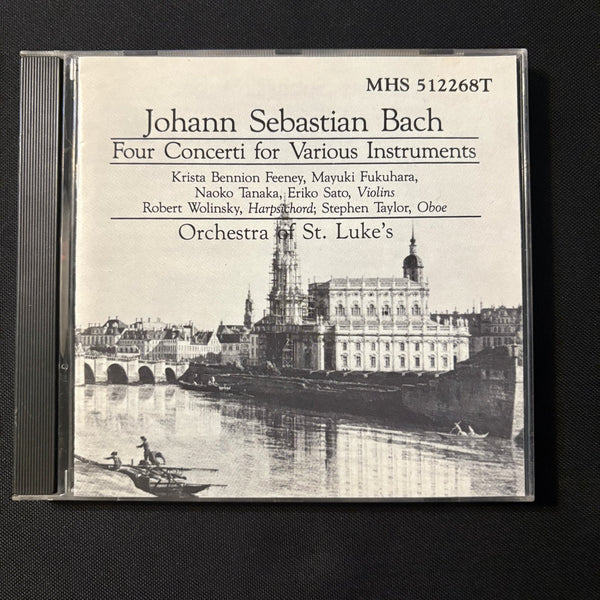 MHS 512268T
Johann Sebastian Bach
Four Concerti for Various Instruments
Krista Bennion Feeney, Mayuki Fukuhara,
Naoko Tanaka, Eriko Sato, Violins
Robert Wolinsky, Harpsichord; Stephen Taylor, Oboe
Orchestra of St. Luke's